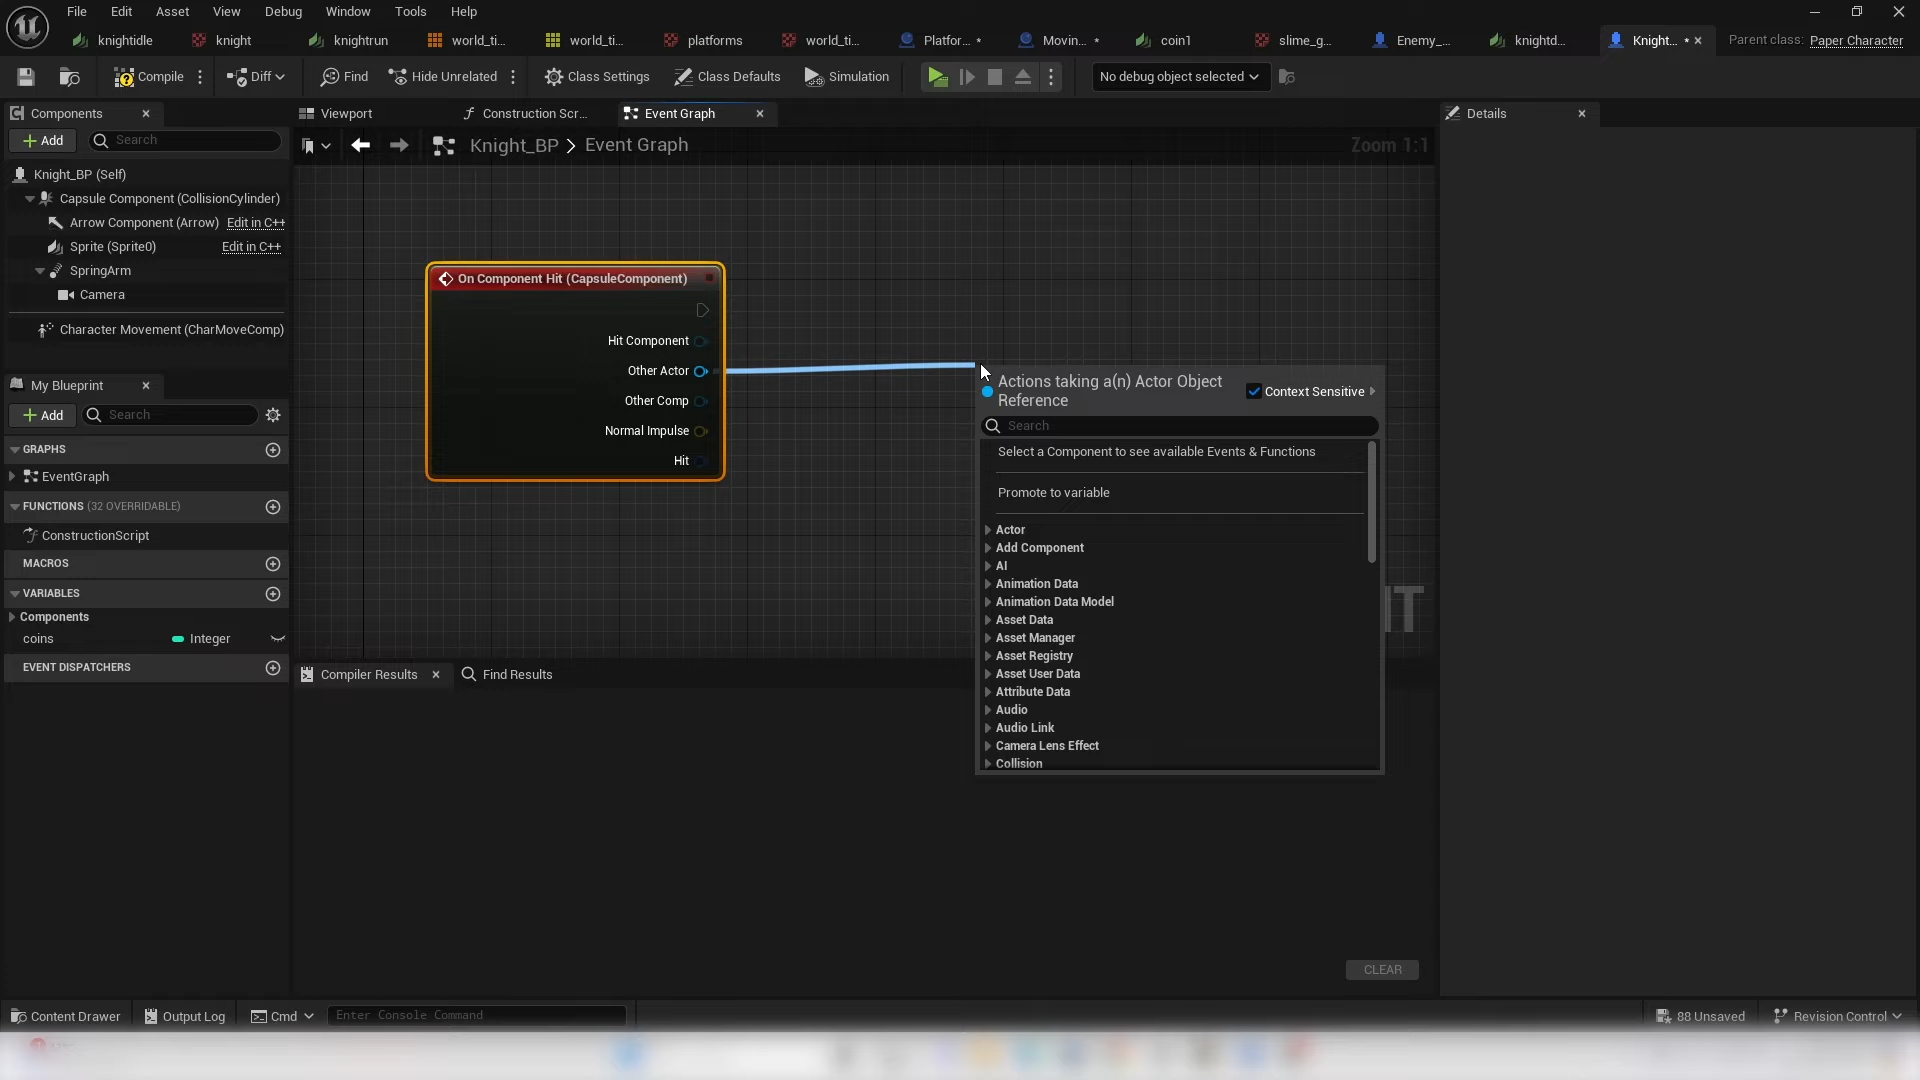 File Edit Asset View Debug Window Tools Help
knightidle knight knightrun world_ti... world_ti... platforms world_ti... Platfor... * Movin... * coin1 slime_g... Enemy_... knightd... Knight... * Parent class: Paper Character
Compile Diff Find Hide Unrelated Class Settings Class Defaults Simulation No debug object selected
Components Viewport Construction Scr... Event Graph Details
Add Search Knight_BP > Event Graph Zoom 1:1
Knight_BP (Self)
Capsule Component (CollisionCylinder)
Arrow Component (Arrow) Edit in C++
Sprite (Sprite0) Edit in C++
SpringArm
Camera
Character Movement (CharMoveComp)
My Blueprint
Add Search
GRAPHS
EventGraph
FUNCTIONS (32 OVERRIDABLE)
ConstructionScript
MACROS
VARIABLES
Components
coins Integer
EVENT DISPATCHERS
On Component Hit (CapsuleComponent)
Hit Component
Other Actor
Other Comp
Normal Impulse
Hit
Actions taking a(n) Actor Object
Reference
Context Sensitive
Search
Select a Component to see available Events & Functions
Promote to variable
Actor
Add Component
AI
Animation Data
Animation Data Model
Asset Data
Asset Manager
Asset Registry
Asset User Data
Attribute Data
Audio
Audio Link
Camera Lens Effect
Collision
Compiler Results Find Results
CLEAR
Content Drawer Output Log Cmd Enter Console Command 88 Unsaved Revision Control